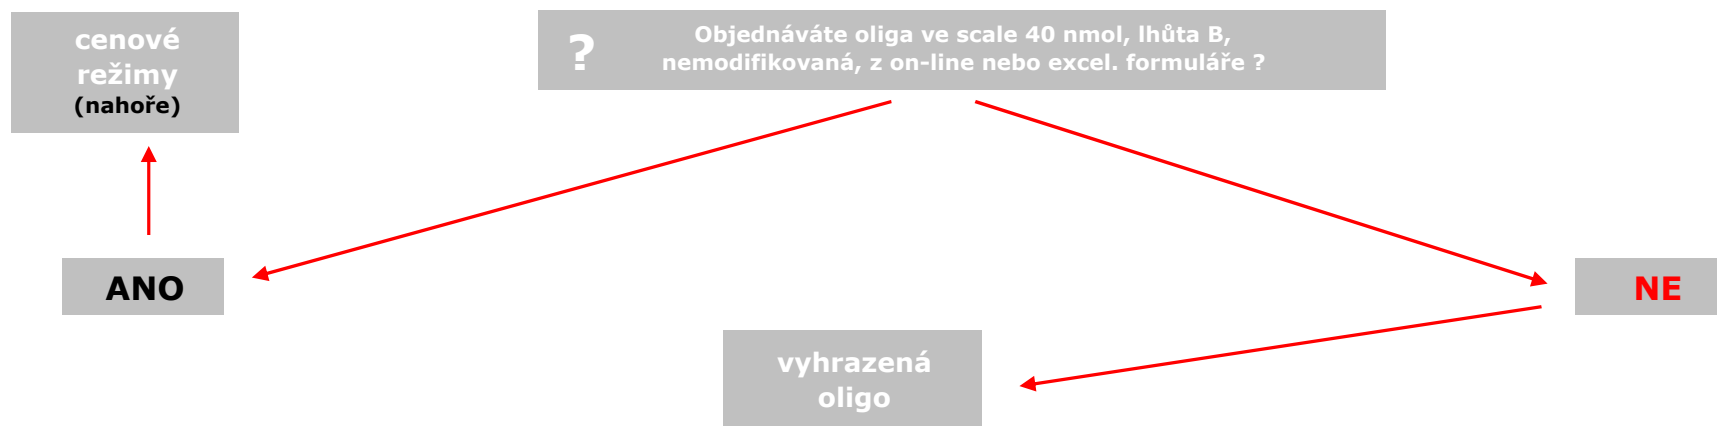 cenové
režimy
(nahoře)
?
Objednáváte oliga ve scale 40 nmol, lhůta B,
nemodifikovaná, z on-line nebo excel. formuláře ?
ANO
NE
vyhrazená
oligo